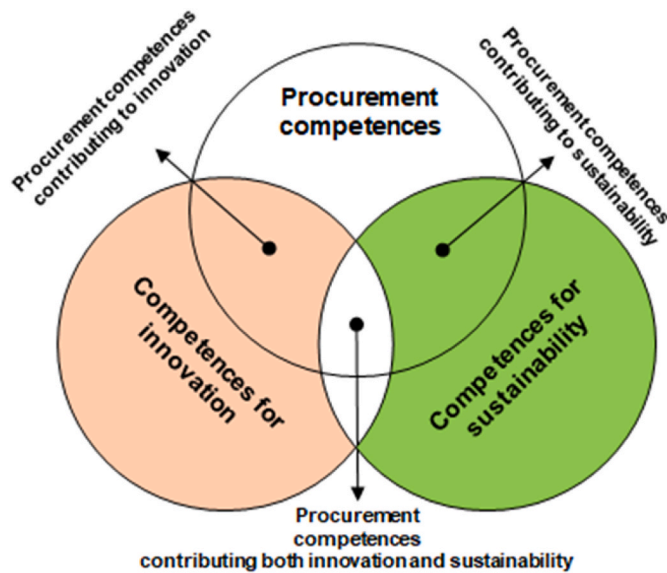 Procurement competences
contributing to innovation
Procurement
competences
Procurement competences
contributing to sustainability
Competences for
innovation
Competences for
sustainability
Procurement
competences
contributing both innovation and sustainability